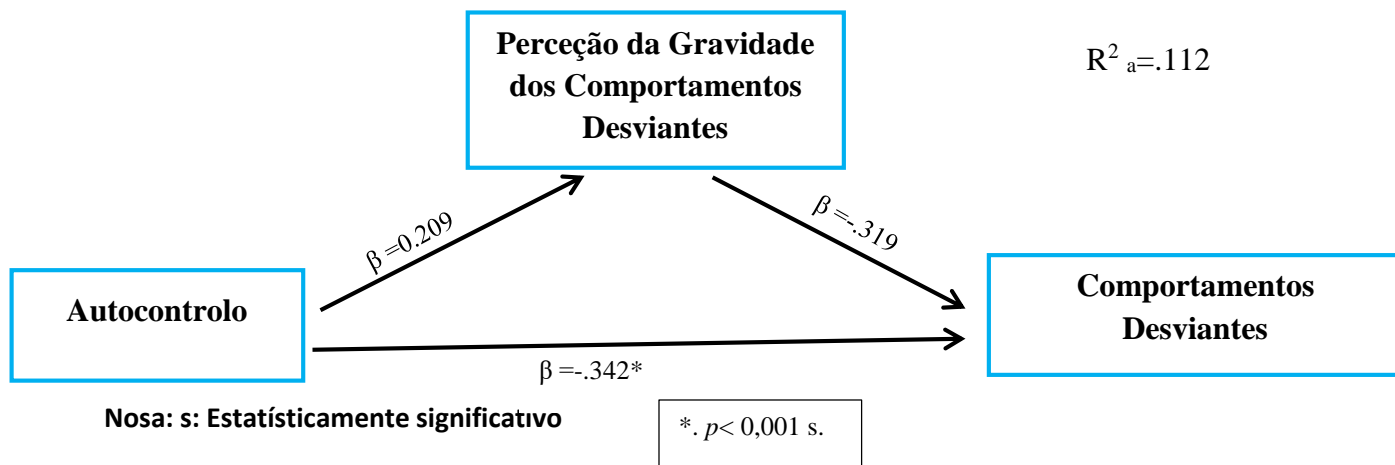 Perceção da Gravidade
dos Comportamentos
Desviantes
R² a=.112
β =0.209
β =-.319
Autocontrolo
Comportamentos
Desviantes
β =-.342*
Nosa: s: Estatísticamente significativo
*. p< 0,001 s.